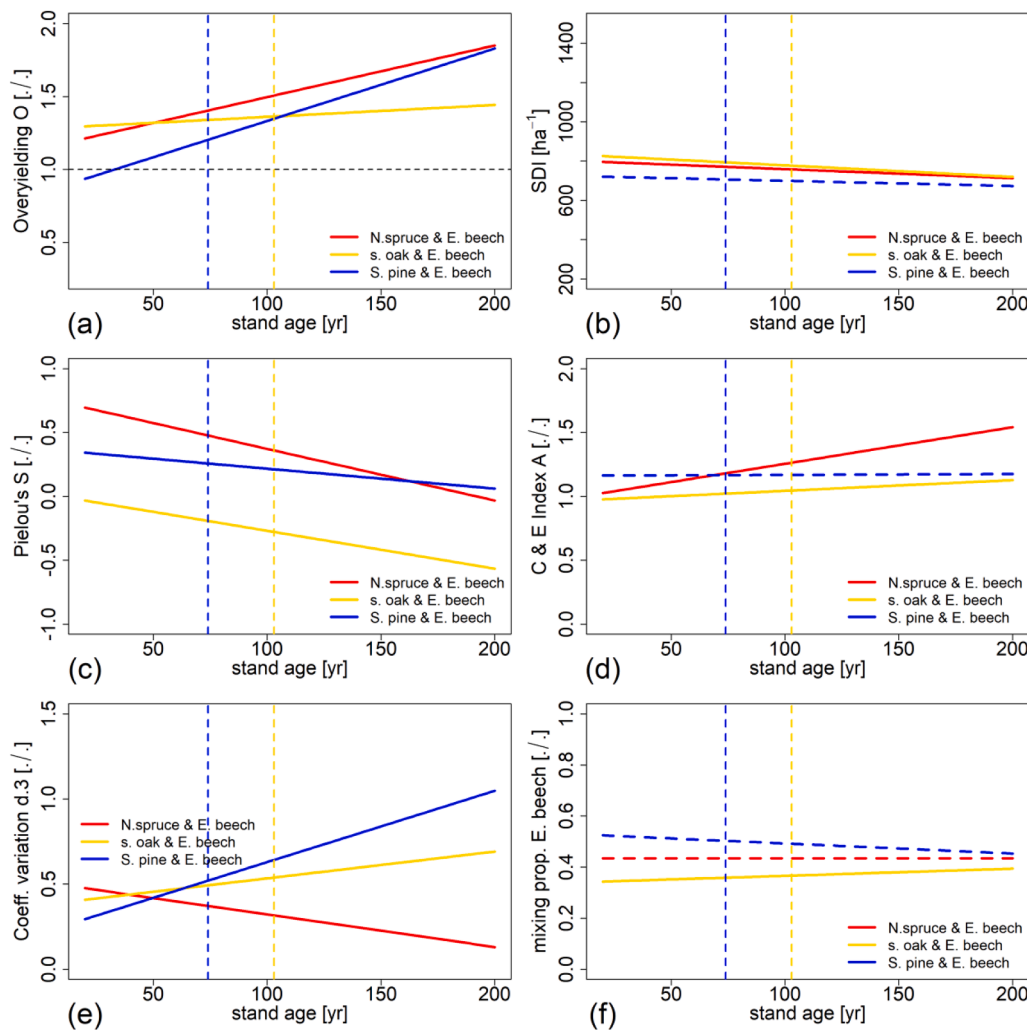 Overyielding O [./.]
2.0
1.5
1.0
0.5
N.spruce & E. beech
s. oak & E. beech
S. pine & E. beech
50 100 150 200
(a) stand age [yr]
SDI [ha⁻¹]
1400
1000
600
200
N.spruce & E. beech
s. oak & E. beech
S. pine & E. beech
50 100 150 200
(b) stand age [yr]
Pielou's S [./.]
1.0
0.5
0.0
-0.5
-1.0
N.spruce & E. beech
s. oak & E. beech
S. pine & E. beech
50 100 150 200
(c) stand age [yr]
C & E Index A [./.]
2.0
1.5
1.0
0.5
0.0
N.spruce & E. beech
s. oak & E. beech
S. pine & E. beech
50 100 150 200
(d) stand age [yr]
Coeff. variation d.3 [./.]
1.5
1.0
0.5
0.0
N.spruce & E. beech
s. oak & E. beech
S. pine & E. beech
50 100 150 200
(e) stand age [yr]
mixing prop. E. beech [./.]
1.0
0.8
0.6
0.4
0.2
0.0
N.spruce & E. beech
s. oak & E. beech
S. pine & E. beech
50 100 150 200
(f) stand age [yr]